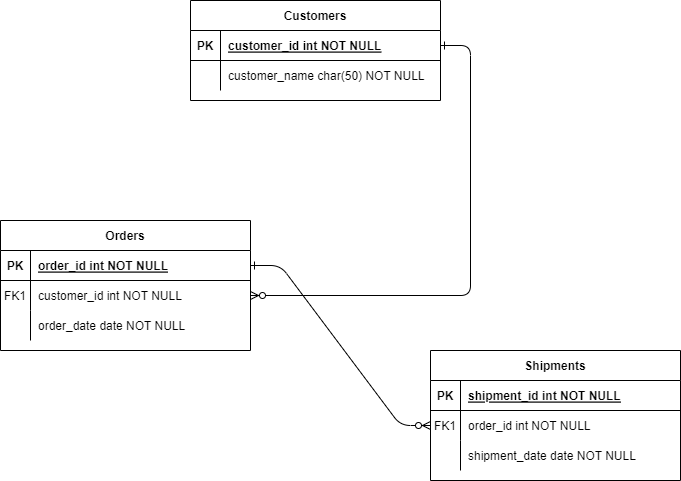 Customers
PK customer_id int NOT NULL
customer_name char(50) NOT NULL
Orders
PK order_id int NOT NULL
FK1 customer_id int NOT NULL
order_date date NOT NULL
Shipments
PK shipment_id int NOT NULL
FK1 order_id int NOT NULL
shipment_date date NOT NULL